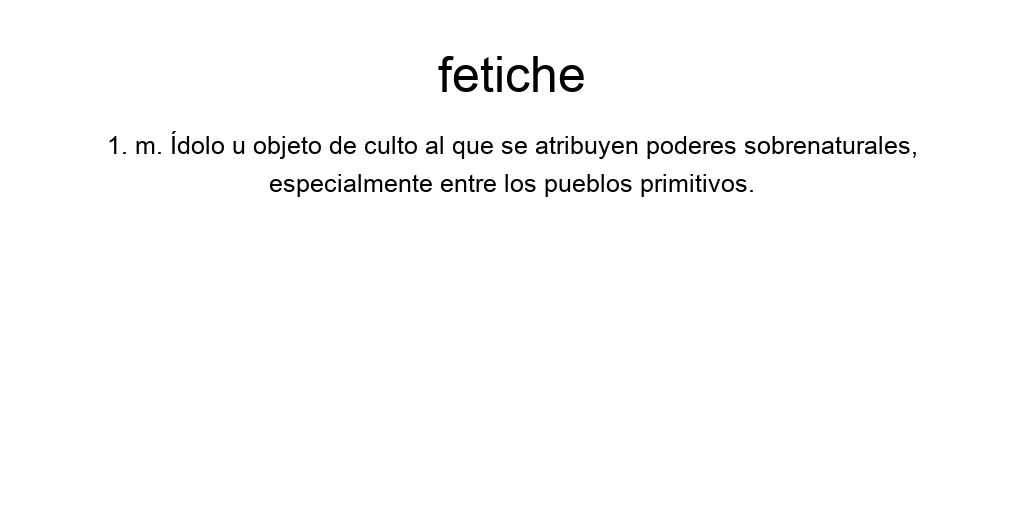 fetiche
1. m. Ídolo u objeto de culto al que se atribuyen poderes sobrenaturales,
especialmente entre los pueblos primitivos.